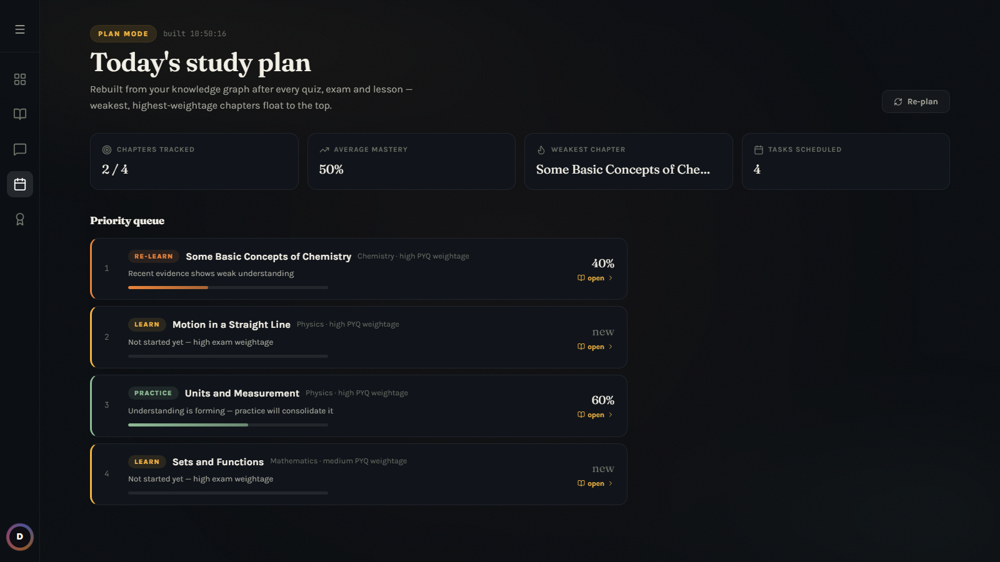 PLAN MODE built 10:50:16
Today's study plan
Rebuilt from your knowledge graph after every quiz, exam and lesson —
weakest, highest-weightage chapters float to the top.
Re-plan
CHAPTERS TRACKED
2 / 4
AVERAGE MASTERY
50%
WEAKEST CHAPTER
Some Basic Concepts of Che...
TASKS SCHEDULED
4
Priority queue
1
RE-LEARN Some Basic Concepts of Chemistry Chemistry · high PYQ weightage
Recent evidence shows weak understanding
40%
open
2
LEARN Motion in a Straight Line Physics · high PYQ weightage
Not started yet — high exam weightage
new
open
3
PRACTICE Units and Measurement Physics · high PYQ weightage
Understanding is forming — practice will consolidate it
60%
open
4
LEARN Sets and Functions Mathematics · medium PYQ weightage
Not started yet — high exam weightage
new
open
D